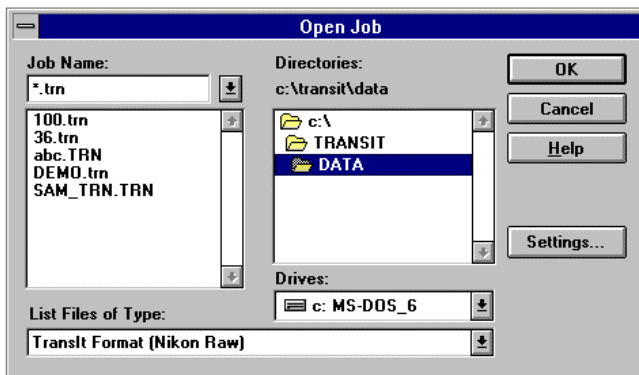 Open Job
Job Name:
*.trn
100.trn
36.trn
abc.TRN
DEMO.trn
SAM_TRN.TRN
List Files of Type:
TransIt Format (Nikon Raw)
Directories:
c:\transit\data
c:\
TRANSIT
DATA
Drives:
c: MS-DOS_6
OK
Cancel
Help
Settings...